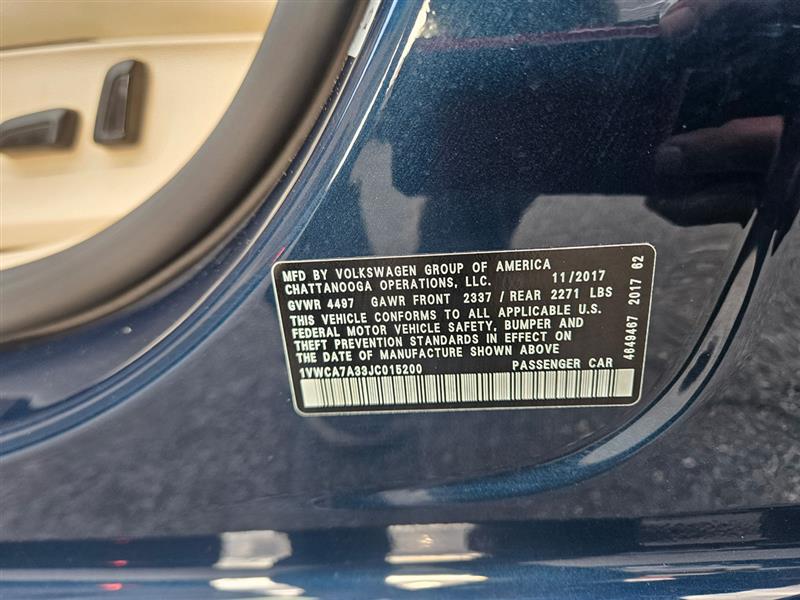 MFD BY VOLKSWAGEN GROUP OF AMERICA
CHATTANOOGA OPERATIONS, LLC. 11/2017
GVWR 4497 GAWR FRONT 2337 / REAR 2271 LBS
THIS VEHICLE CONFORMS TO ALL APPLICABLE U.S.
FEDERAL MOTOR VEHICLE SAFETY, BUMPER AND
THEFT PREVENTION STANDARDS IN EFFECT ON
THE DATE OF MANUFACTURE SHOWN ABOVE
1VWCA7A33JC015200 PASSENGER CAR
4649467 2017 62